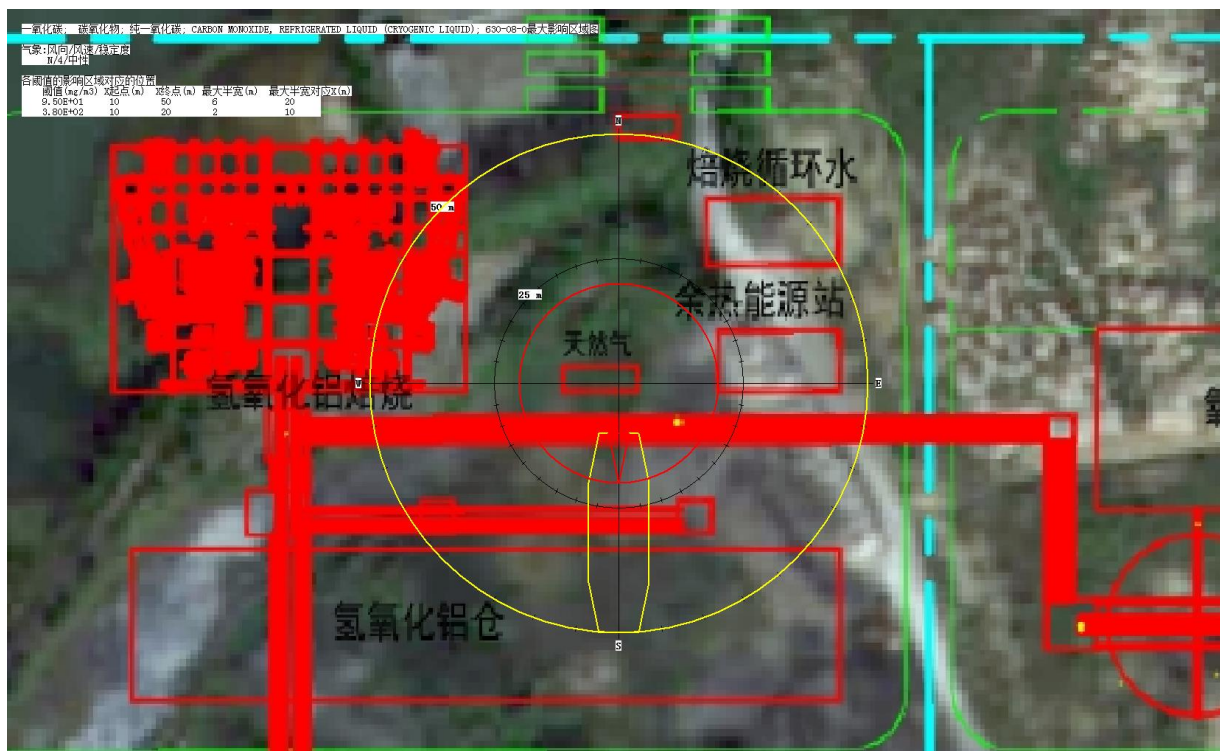 一氧化碳; 碳氧化物; 纯一氧化碳; CARBON MONOXIDE, REFRIGERATED LIQUID (CRYOGENIC LIQUID); 630-08-0最大影响区域图
气象:风向/风速/稳定度
N/4/中性
各阈值的影响区域对应的位置
阈值(mg/m3) X起点(m) X终点(m) 最大半宽(m) 最大半宽对应X(m)
9.50E+01 10 50 6 20
3.80E+02 10 20 2 10
N
焙烧循环水
50 m
25 m
余热能源站
天然气
W
E
氢氧化铝焙烧
氢氧化铝仓
S